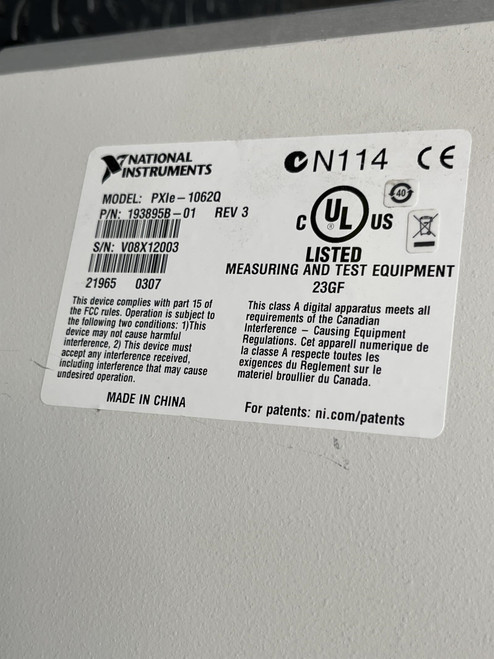 NATIONAL
INSTRUMENTS
N114 CE
MODEL: PXIe-1062Q
P/N: 193895B-01 REV 3
S/N: V08X12003
21965 0307
40
C UL US
LISTED
MEASURING AND TEST EQUIPMENT
23GF
This device complies with part 15 of
the FCC rules. Operation is subject to
the following two conditions: 1)This
device may not cause harmful
interference, 2) This device must
accept any interference received,
including interference that may cause
undesired operation.
MADE IN CHINA
This class A digital apparatus meets all
requirements of the Canadian
Interference - Causing Equipment
Regulations. Cet appareil numerique de
la classe A respecte toutes les
exigences du Reglement sur le
materiel brouillier du Canada.
For patents: ni.com/patents